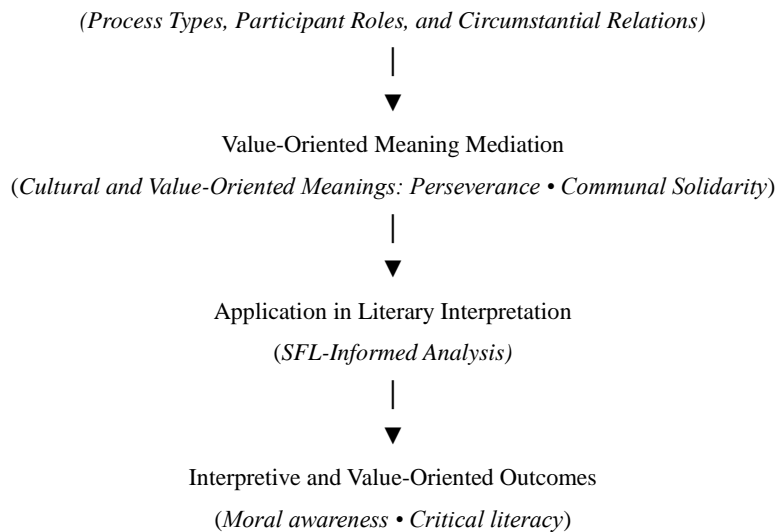 (Process Types, Participant Roles, and Circumstantial Relations)
Value-Oriented Meaning Mediation
(Cultural and Value-Oriented Meanings: Perseverance • Communal Solidarity)
Application in Literary Interpretation
(SFL-Informed Analysis)
Interpretive and Value-Oriented Outcomes
(Moral awareness • Critical literacy)